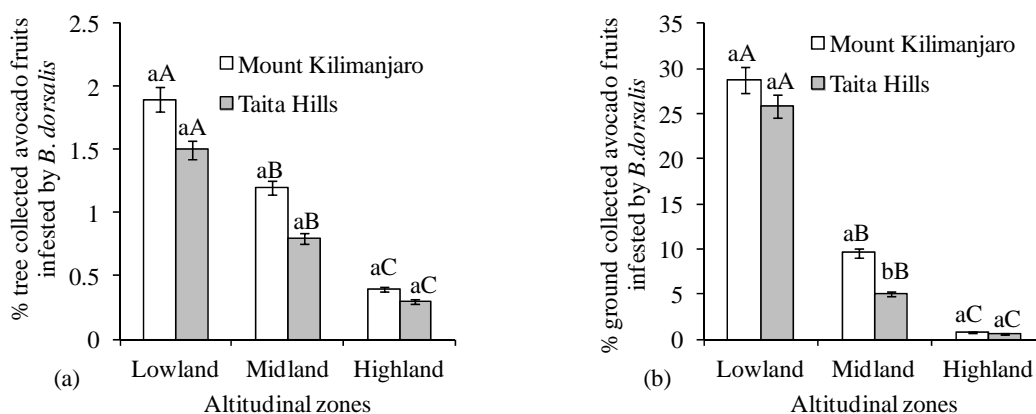 % tree collected avocado fruits
infested by B. dorsalis
2.5
2
1.5
1
0.5
0
aA
aA
aB
aB
aC
aC
Mount Kilimanjaro
Taita Hills
Lowland
Midland
Highland
(a)
Altitudinal zones
% ground collected avocado fruits
infested by B.dorsalis
35
30
25
20
15
10
5
0
aA
aA
aB
bB
aC
aC
Mount Kilimanjaro
Taita Hills
Lowland
Midland
Highland
(b)
Altitudinal zones